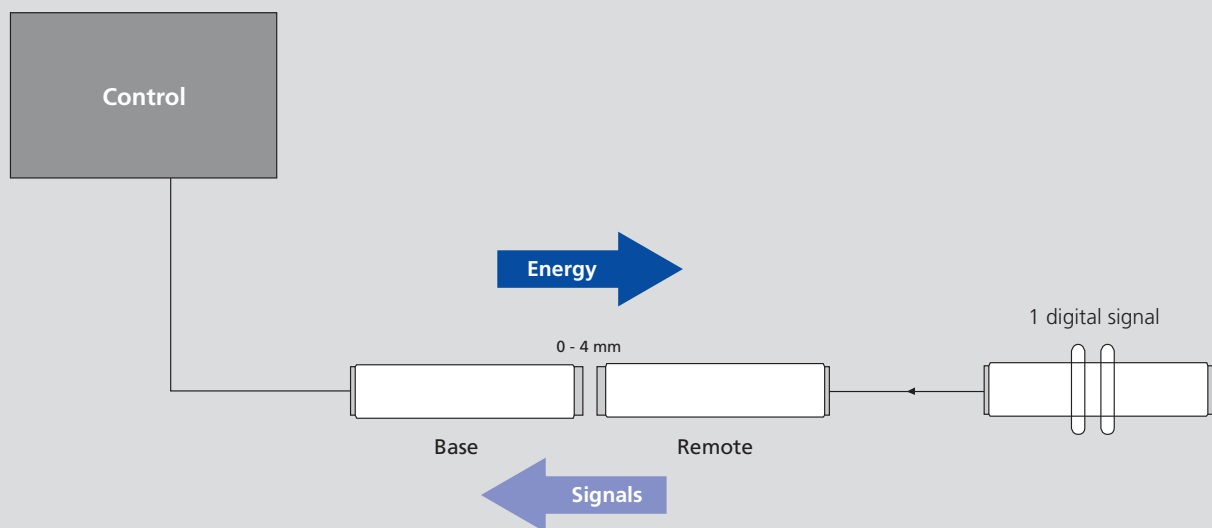 Control
Energy
1 digital signal
0 - 4 mm
Base
Remote
Signals